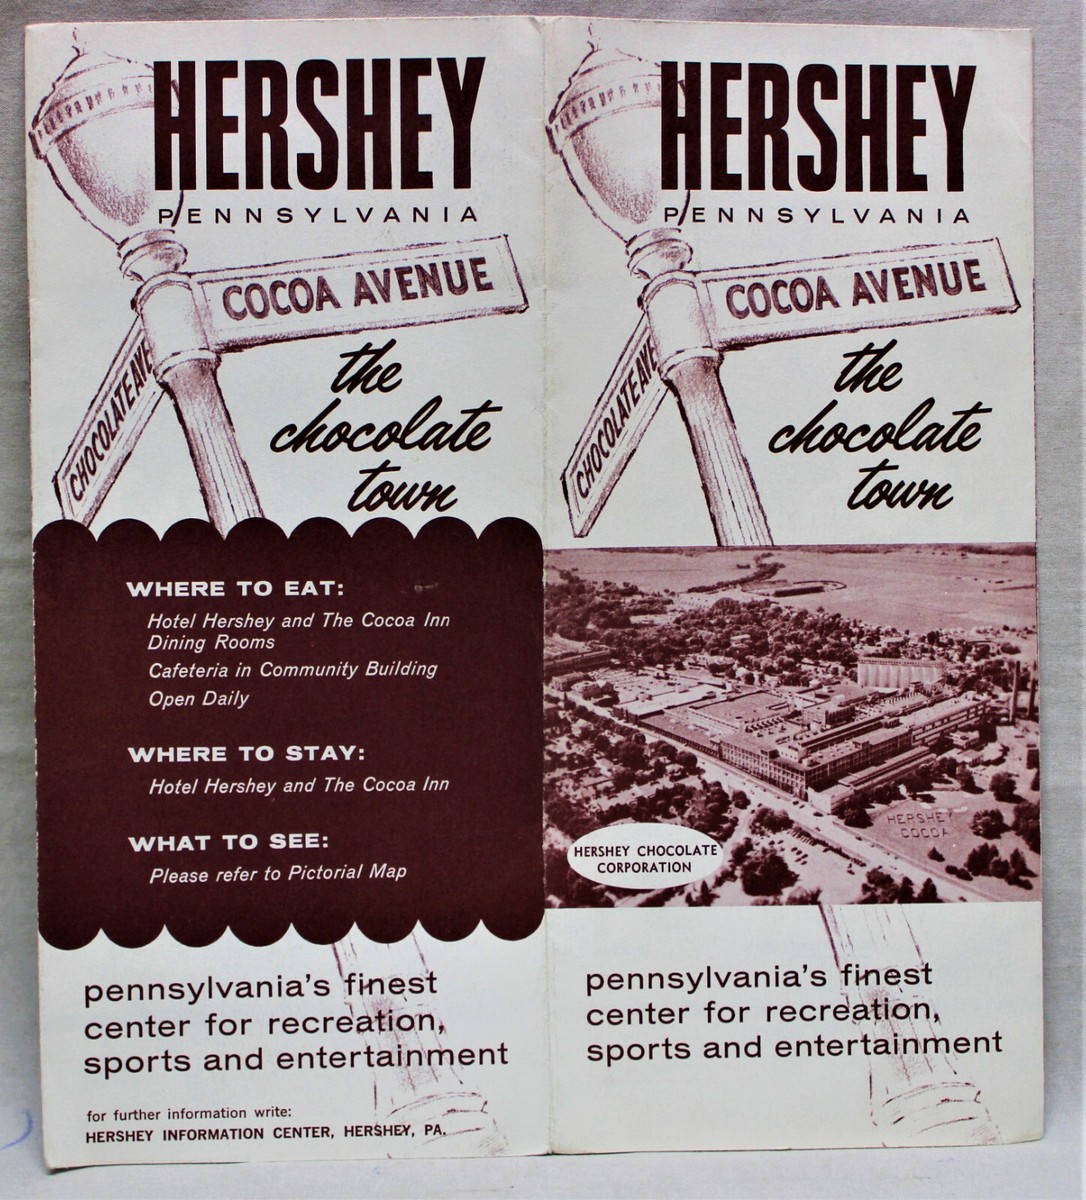 HERSHEY
PENNSYLVANIA
COCOA AVENUE
CHOCOLATE AVE
the
chocolate
town
WHERE TO EAT:
Hotel Hershey and The Cocoa Inn
Dining Rooms
Cafeteria in Community Building
Open Daily
WHERE TO STAY:
Hotel Hershey and The Cocoa Inn
WHAT TO SEE:
Please refer to Pictorial Map
pennsylvania's finest
center for recreation,
sports and entertainment
for further information write:
HERSHEY INFORMATION CENTER, HERSHEY, PA.
HERSHEY
PENNSYLVANIA
COCOA AVENUE
CHOCOLATE AVE
the
chocolate
town
HERSHEY
COCOA
HERSHEY CHOCOLATE
CORPORATION
pennsylvania's finest
center for recreation,
sports and entertainment